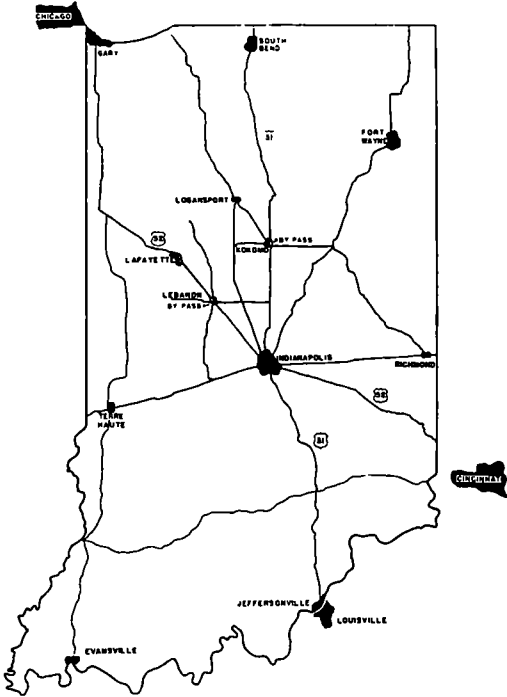 CHICAGO
GARY
SOUTH
BEND
31
FORT
WAYNE
LOGANSPORT
BY PASS
KOKOMO
52
LAFAYETTE
LEBANON
BY PASS
INDIANAPOLIS
RICHMOND
52
TERRE
HAUTE
31
CINCINNATI
JEFFERSONVILLE
LOUISVILLE
EVANSVILLE